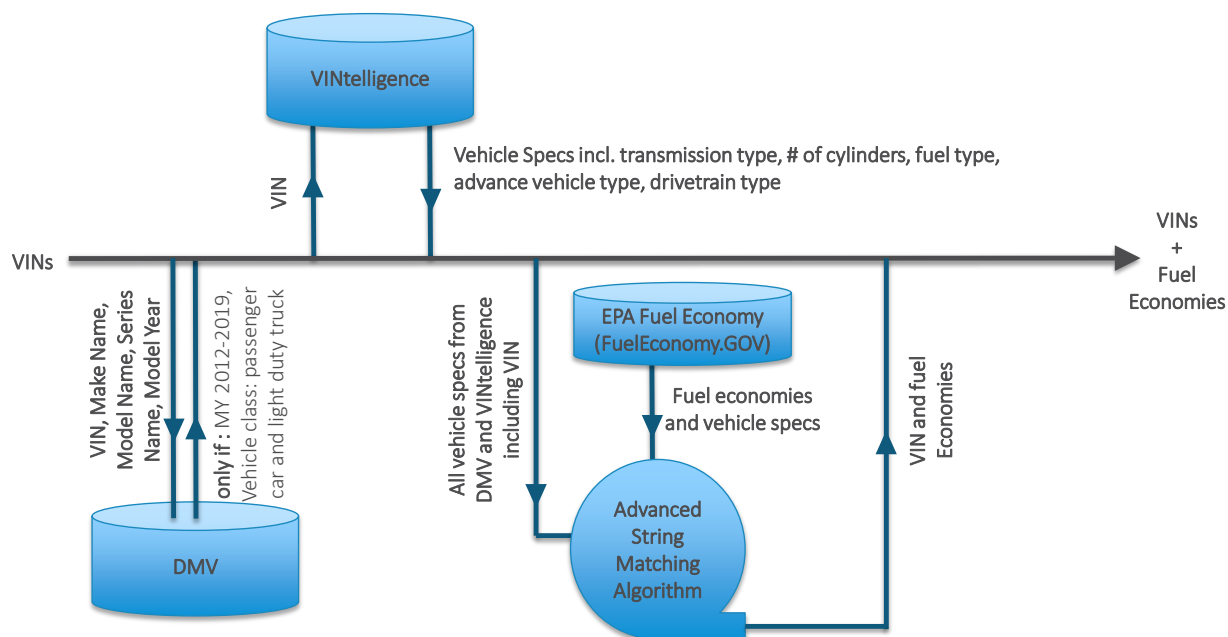 VINtelligence
Vehicle Specs incl. transmission type, # of cylinders, fuel type,
advance vehicle type, drivetrain type
VIN
VINs
VINs
+
Fuel
Economies
VIN, Make Name,
Model Name, Series
Name, Model Year
only if : MY 2012-2019,
Vehicle class: passenger
car and light duty truck
DMV
All vehicle specs from
DMV and VINtelligence
including VIN
EPA Fuel Economy
(FuelEconomy.GOV)
Fuel economies
and vehicle specs
Advanced
String
Matching
Algorithm
VIN and fuel
Economies